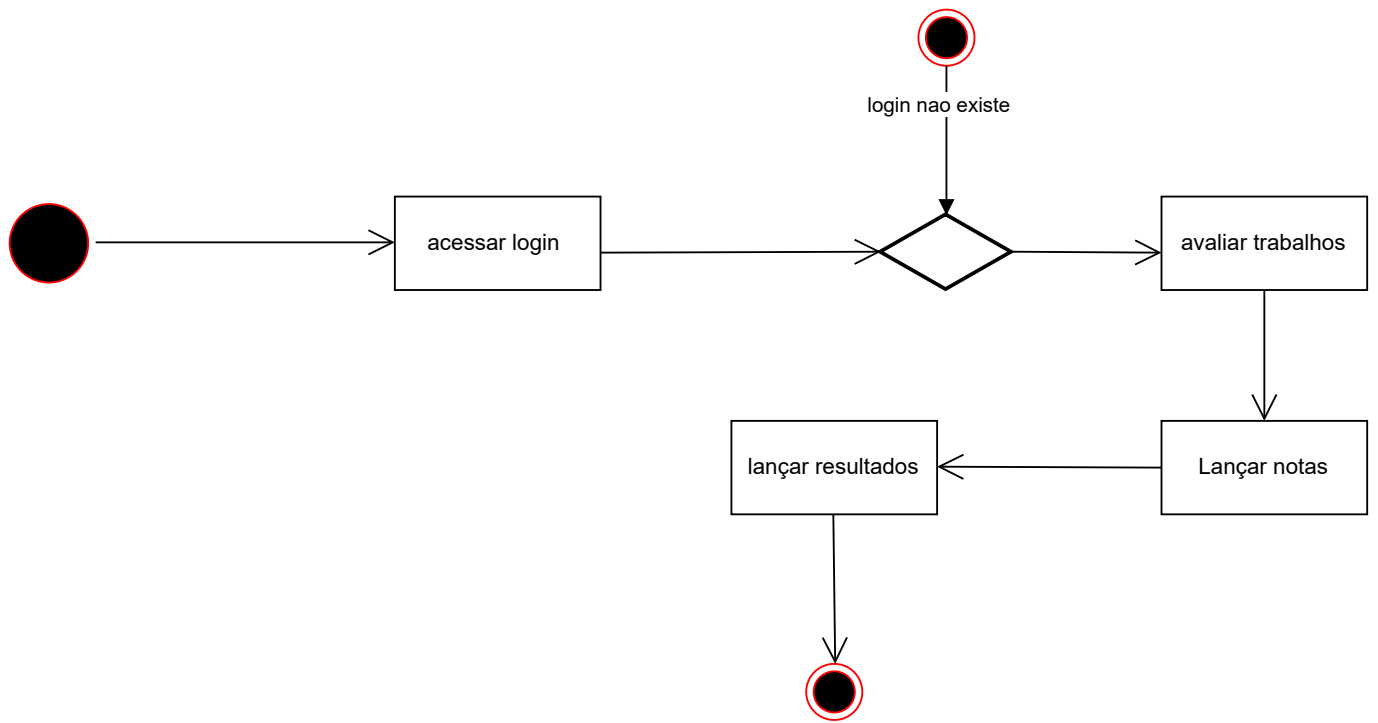 login nao existe
acessar login
avaliar trabalhos
lançar resultados
Lançar notas